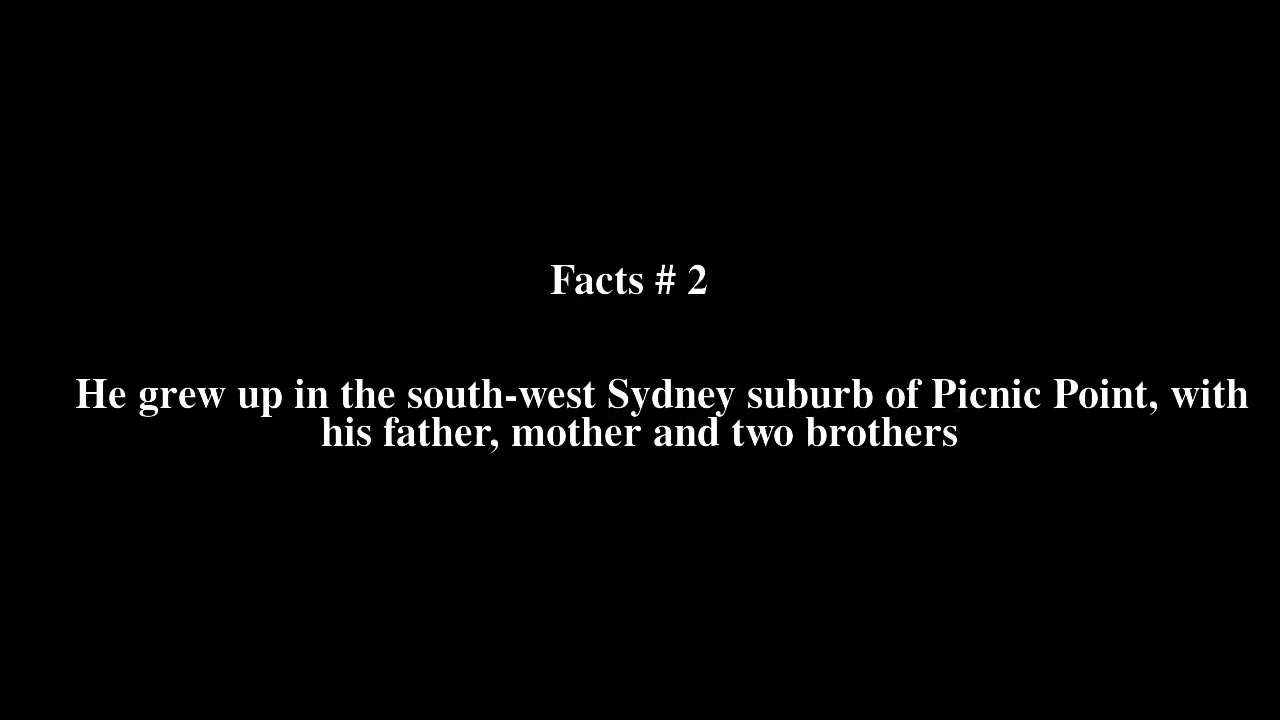 Facts # 2
He grew up in the south-west Sydney suburb of Picnic Point, with
his father, mother and two brothers